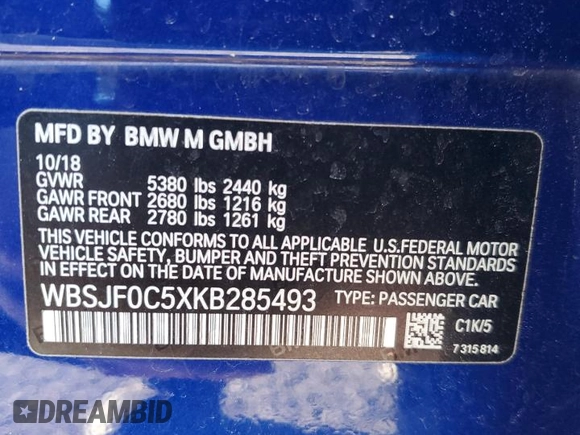 MFD BY BMW M GMBH
10/18
GVWR 5380 lbs 2440 kg
GAWR FRONT 2680 lbs 1216 kg
GAWR REAR 2780 lbs 1261 kg
THIS VEHICLE CONFORMS TO ALL APPLICABLE U.S.FEDERAL MOTOR
VEHICLE SAFETY, BUMPER AND THEFT PREVENTION STANDARDS
IN EFFECT ON THE DATE OF MANUFACTURE SHOWN ABOVE.
WBSJF0C5XKB285493 TYPE: PASSENGER CAR
C1K/5
7 315 814
DREAMBID